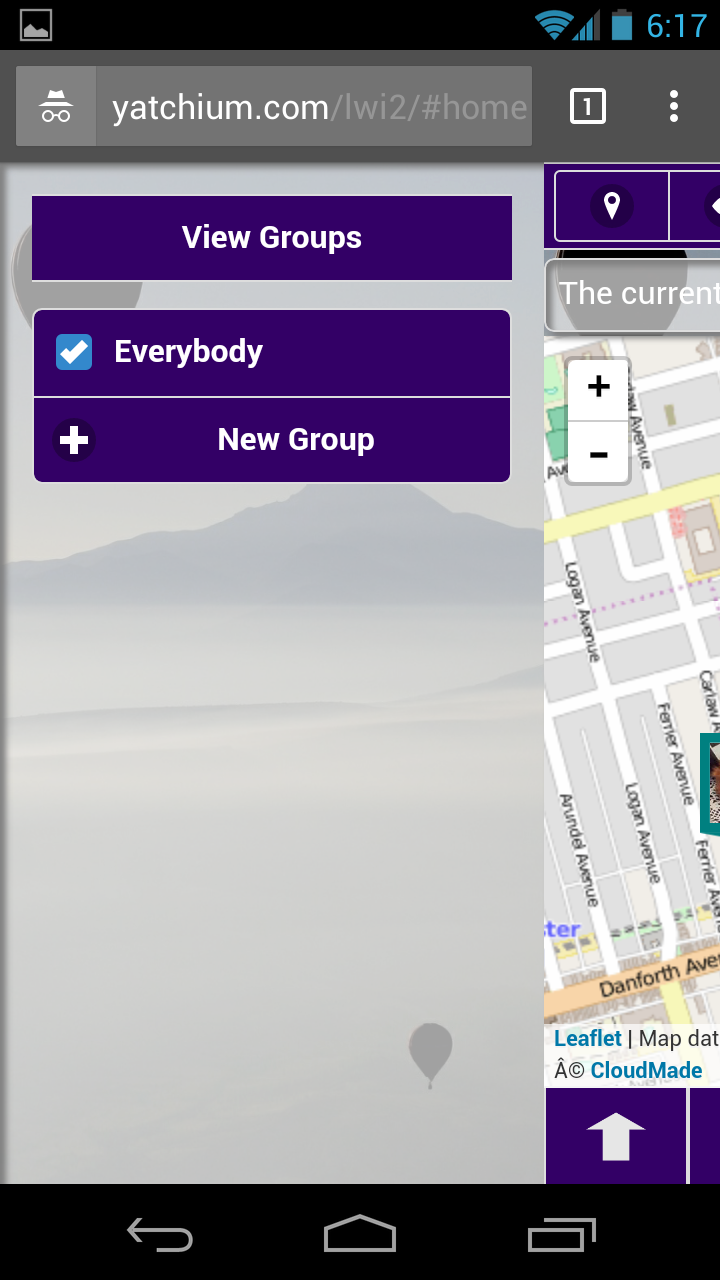 6:17
yatchium.com/lwi2/#home
1
View Groups
Everybody
New Group
The current
+
-
Avenue
Logan Avenue
Carlaw
Ferrier Avenue
Arundel Avenue
Logan Avenue
Ferrier
ster
Danforth Ave
Leaflet | Map dat
Â© CloudMade